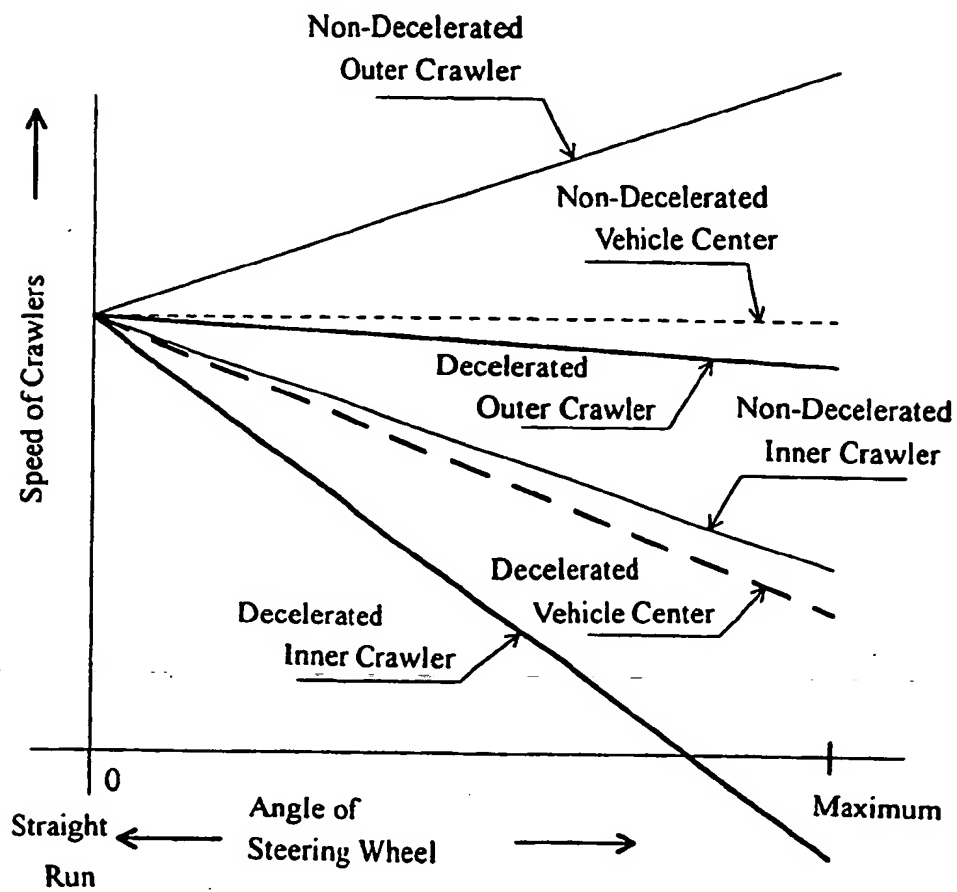 Non-Decelerated
Outer Crawler
Non-Decelerated
Vehicle Center
Speed of Crawlers
Decelerated
Outer Crawler
Non-Decelerated
Inner Crawler
Decelerated
Vehicle Center
Decelerated
Inner Crawler
0
Maximum
Straight
Run
Angle of
Steering Wheel